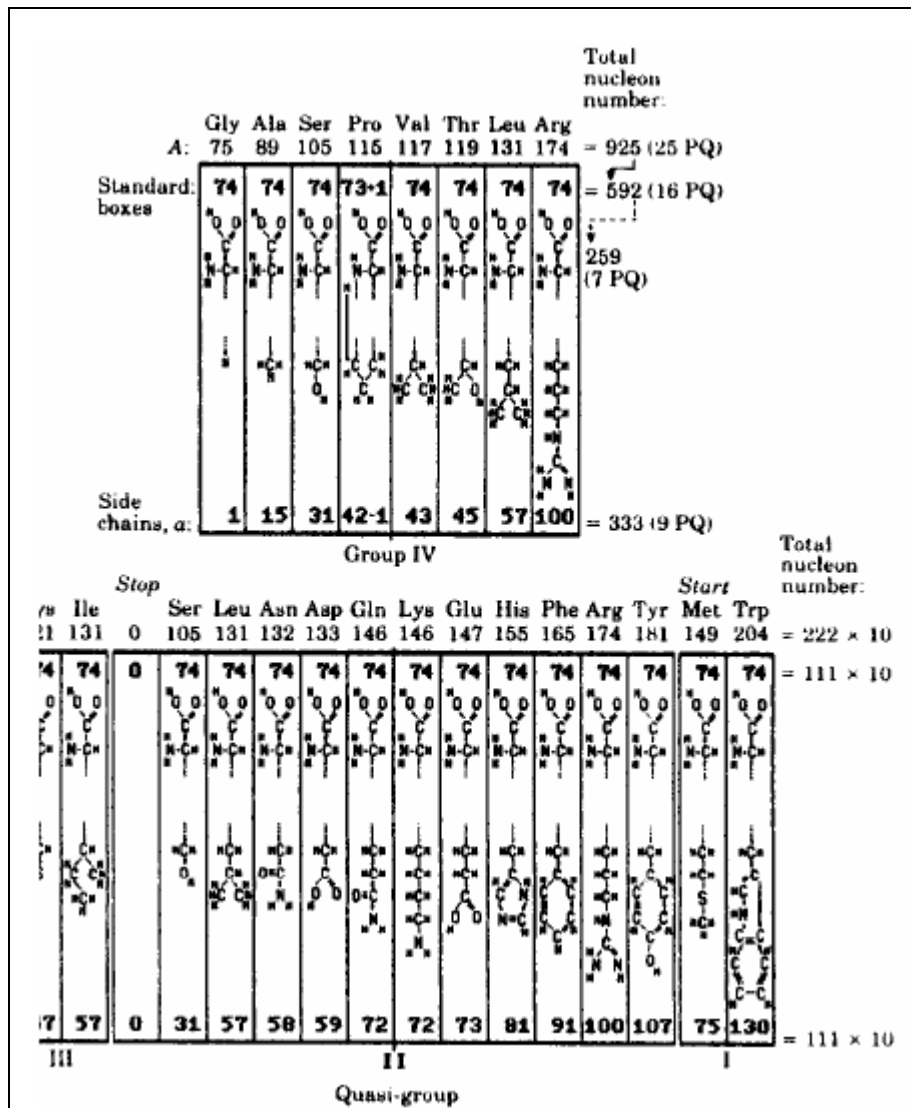 Total
nucleon
number:
Gly Ala Ser Pro Val Thr Leu Arg
A: 75 89 105 115 117 119 131 174 = 925 (25 PQ)
Standard: 74 74 74 73+1 74 74 74 74 = 592 (16 PQ)
boxes
259
(7 PQ)
Side
chains, a: 1 15 31 42-1 43 45 57 100 = 333 (9 PQ)
Group IV
Total
nucleon
number:
Stop Start
ys Ile Ser Leu Asn Asp Gln Lys Glu His Phe Arg Tyr Met Trp
21 131 0 105 131 132 133 146 146 147 155 165 174 181 149 204 = 222 × 10
74 0 74 74 74 74 74 74 74 74 74 74 74 74 74 = 111 × 10
7 57 0 31 57 58 59 72 72 73 81 91 100 107 75 130 = 111 × 10
III II I
Quasi-group